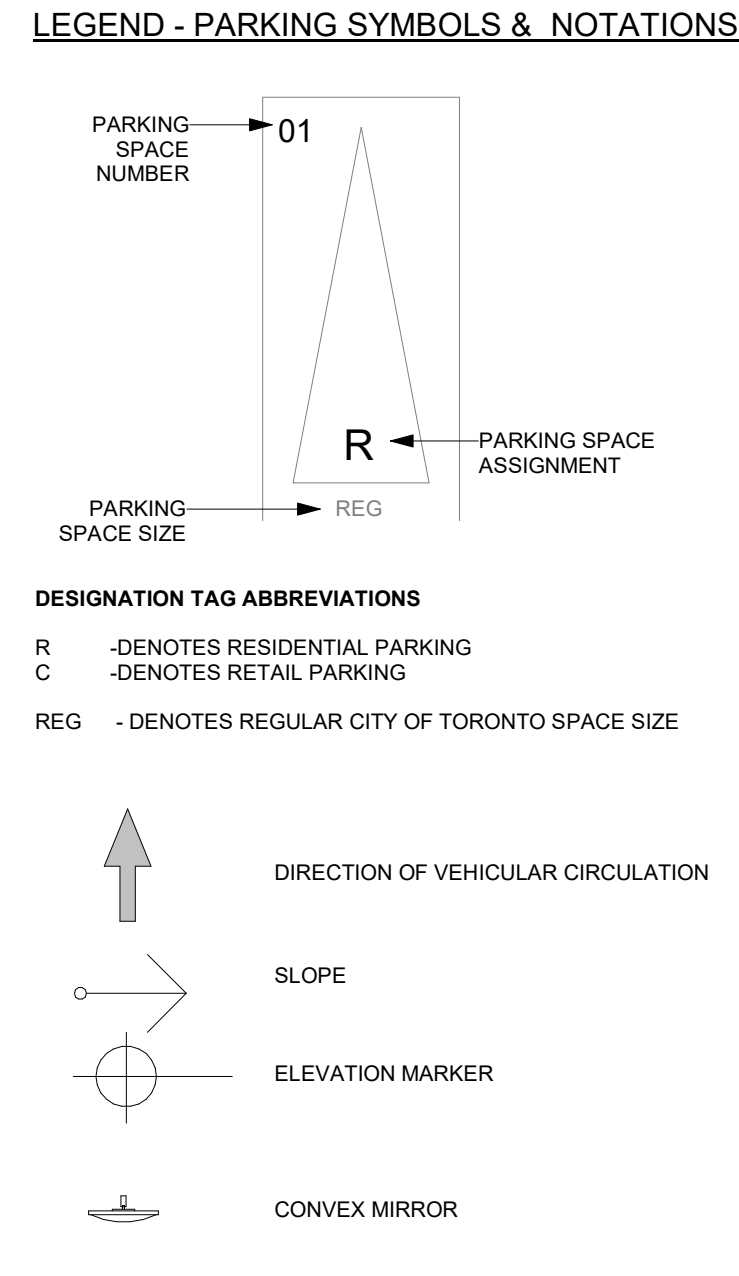 LEGEND - PARKING SYMBOLS & NOTATIONS
PARKING
SPACE
NUMBER
01
R
PARKING SPACE
ASSIGNMENT
PARKING
SPACE SIZE
REG
DESIGNATION TAG ABBREVIATIONS
R -DENOTES RESIDENTIAL PARKING
C -DENOTES RETAIL PARKING
REG - DENOTES REGULAR CITY OF TORONTO SPACE SIZE
DIRECTION OF VEHICULAR CIRCULATION
SLOPE
ELEVATION MARKER
CONVEX MIRROR